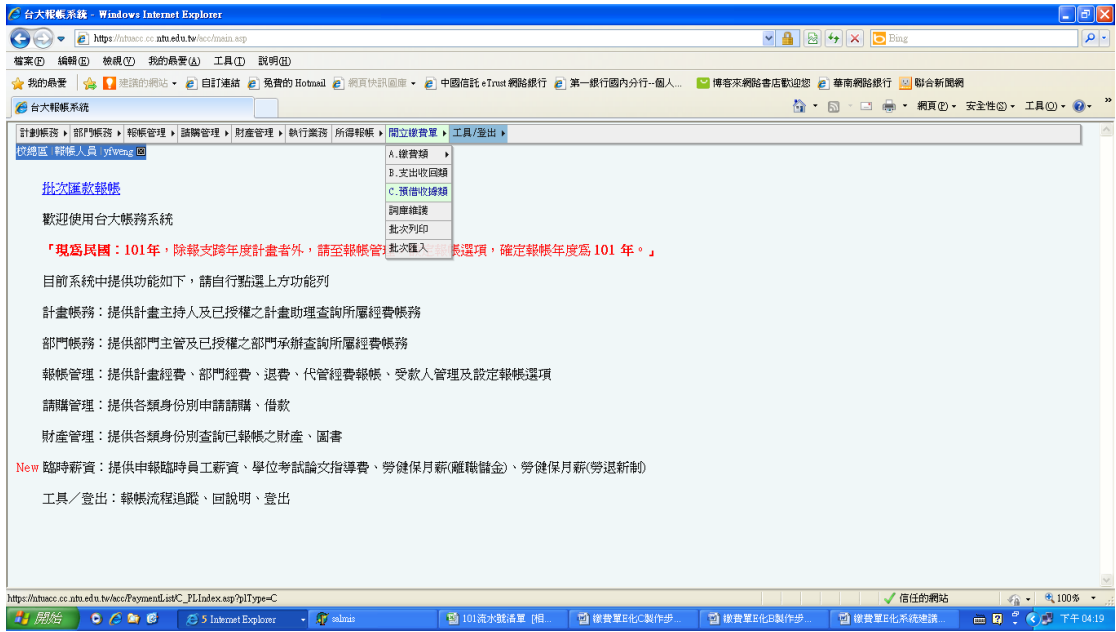 台大報帳系統 - Windows Internet Explorer
https://ntuacc.cc.ntu.edu.tw/acc/main.asp
Bing
檔案(F) 編輯(E) 檢視(V) 我的最愛(A) 工具(T) 說明(H)
我的最愛 建議的網站 自訂連結 免費的 Hotmail 網頁快訊圖庫 中國信託 eTrust 網路銀行 第一銀行國內分行--個人... 博客來網路書店歡迎您 華南網路銀行 聯合新聞網 »
台大報帳系統 網頁(P) 安全性(S) 工具(O)
計劃帳務 部門帳務 報帳管理 請購管理 財產管理 執行業務 所得報帳 開立繳費單 工具/登出
校總區 | 報帳人員 | yfweng
A.繳費類
B.支出收回類
C.預借收據類
詞庫維護
批次列印
批次匯入
批次匯款報帳
歡迎使用台大帳務系統
「現為民國：101年，除報支跨年度計畫者外，請至報帳管 報帳選項，確定報帳年度為 101 年。」
目前系統中提供功能如下，請自行點選上方功能列
計畫帳務：提供計畫主持人及已授權之計畫助理查詢所屬經費帳務
部門帳務：提供部門主管及已授權之部門承辦查詢所屬經費帳務
報帳管理：提供計畫經費、部門經費、退費、代管經費報帳、受款人管理及設定報帳選項
請購管理：提供各類身份別申請請購、借款
財產管理：提供各類身份別查詢已報帳之財產、圖書
New 臨時薪資：提供申報臨時員工薪資、學位考試論文指導費、勞健保月薪(離職儲金)、勞健保月薪(勞退新制)
工具／登出：報帳流程追蹤、回說明、登出
https://ntuacc.cc.ntu.edu.tw/acc/PaymentList/C_PLIndex.asp?plType=C
信任的網站 100%
開始 5 Internet Explorer salmis 101流水號清單 [相... 繳費單E化C製作步... 繳費單E化B製作步... 繳費單E化系統建議... 下午 04:19